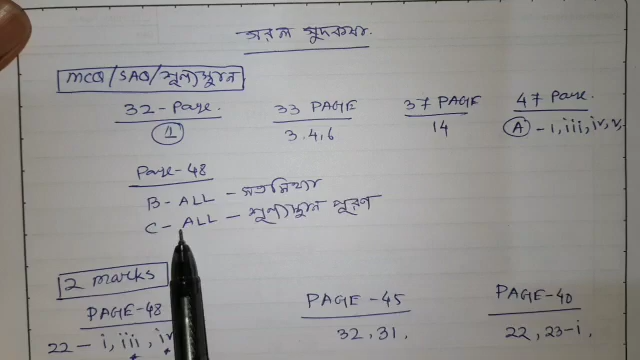 সরল সুদকষা.
MCQ/SAQ/শূন্যস্থান
32-Page. 33 PAGE 37 PAGE 47 Page.
1 3.4,6 14 A - i, iii, iv, v,
Page-48
B- ALL - সত্যমিথ্যা
C- ALL - শূন্যস্থান পুরণ
2 marks
PAGE-48 PAGE -45 PAGE -40
22 - i, iii, iv 32, 31, 22, 23-i,